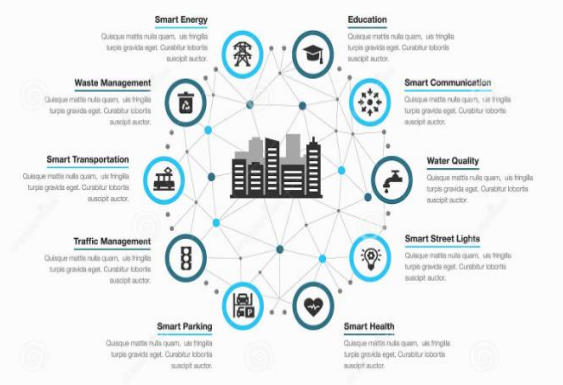 Smart Energy
Quisque mattis nulla quam, uis fringilla
turpis gravida eget. Curabitur lobortis
suscipit auctor.
Education
Quisque mattis nulla quam, uis fringilla
turpis gravida eget. Curabitur lobortis
suscipit auctor.
Waste Management
Quisque mattis nulla quam, uis fringilla
turpis gravida eget. Curabitur lobortis
suscipit auctor.
Smart Communication
Quisque mattis nulla quam, uis fringilla
turpis gravida eget. Curabitur lobortis
suscipit auctor.
Smart Transportation
Quisque mattis nulla quam, uis fringilla
turpis gravida eget. Curabitur lobortis
suscipit auctor.
Water Quality
Quisque mattis nulla quam, uis fringilla
turpis gravida eget. Curabitur lobortis
suscipit auctor.
Traffic Management
Quisque mattis nulla quam, uis fringilla
turpis gravida eget. Curabitur lobortis
suscipit auctor.
Smart Street Lights
Quisque mattis nulla quam, uis fringilla
turpis gravida eget. Curabitur lobortis
suscipit auctor.
P
Smart Parking
Quisque mattis nulla quam, uis fringilla
turpis gravida eget. Curabitur lobortis
suscipit auctor.
Smart Health
Quisque mattis nulla quam, uis fringilla
turpis gravida eget. Curabitur lobortis
suscipit auctor.